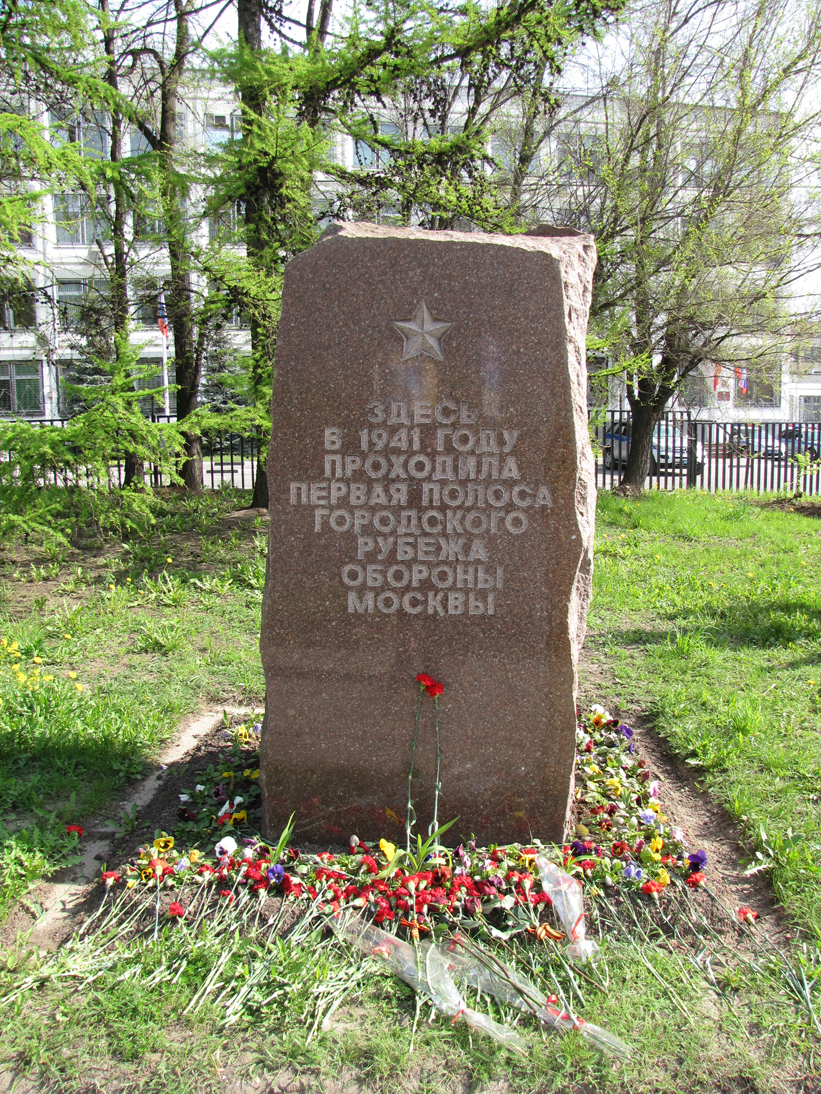 ЗДЕСЬ
В 1941 ГОДУ
ПРОХОДИЛА
ПЕРВАЯ ПОЛОСА
ГОРОДСКОГО
РУБЕЖА
ОБОРОНЫ
МОСКВЫ